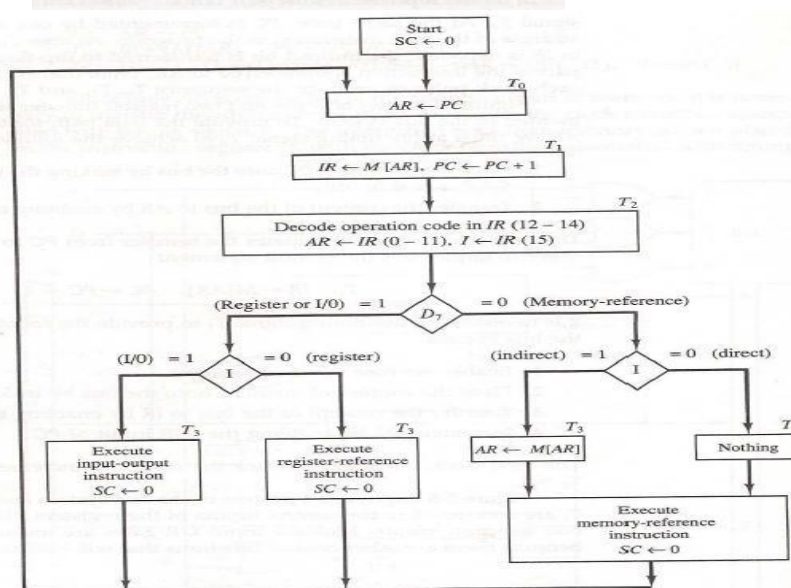 Start
SC ← 0
T0
AR ← PC
T1
IR ← M [AR], PC ← PC + 1
T2
Decode operation code in IR (12 – 14)
AR ← IR (0 – 11), I ← IR (15)
(Register or I/0) = 1
D7
= 0 (Memory-reference)
(I/0) = 1
I
= 0 (register)
(indirect) = 1
I
= 0 (direct)
T3
Execute
input-output
instruction
SC ← 0
T3
Execute
register-reference
instruction
SC ← 0
T3
AR ← M[AR]
T
Nothing
Execute
memory-reference
instruction
SC ← 0